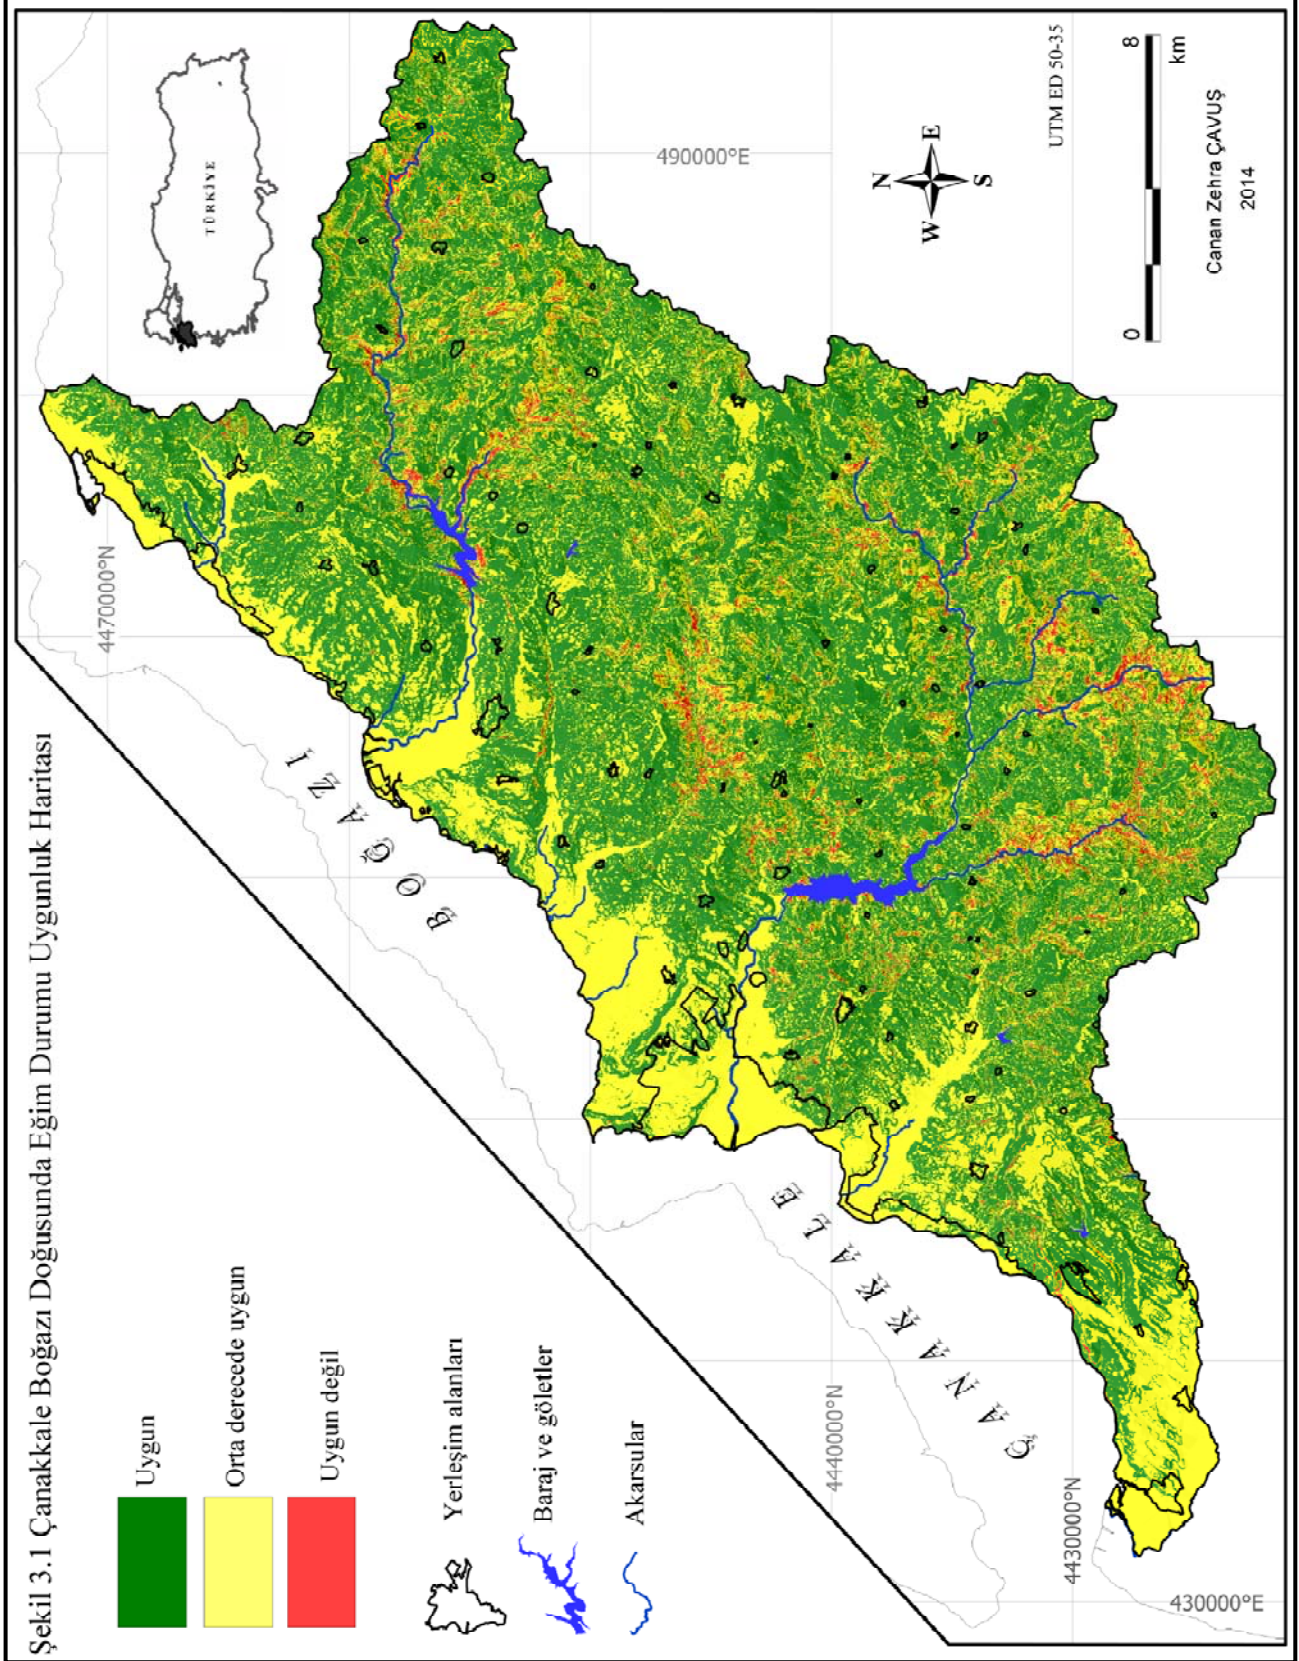 Şekil 3.1 Çanakkale Boğazı Doğusunda Eğim Durumu Uygunluk Haritası
Uygun
Orta derecede uygun
Uygun değil
Yerleşim alanları
Baraj ve göletler
Akarsular
TÜRKİYE
4470000°N
4440000°N
4430000°N
430000°E
490000°E
ÇANAKKALE
BOĞAZI
N
W
E
S
UTM ED 50-35
0
8
km
Canan Zehra ÇAVUŞ
2014